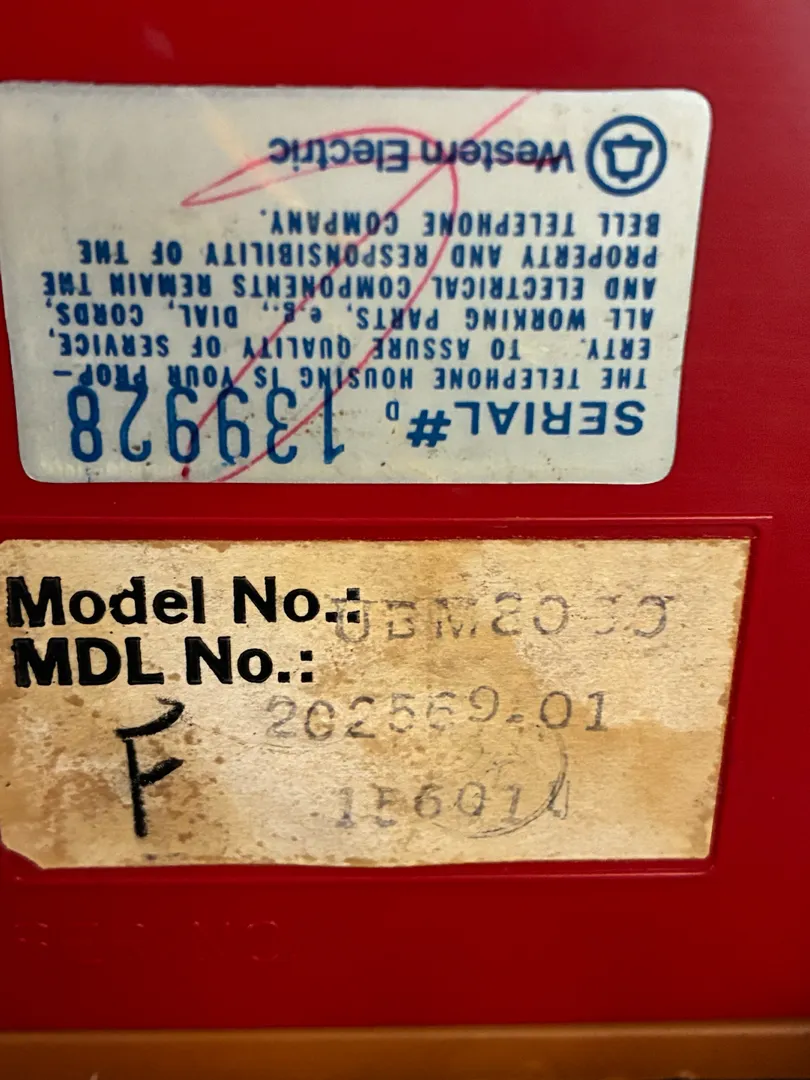 SERIAL# D 139928
THE TELEPHONE HOUSING IS YOUR PROP-
ERTY. TO ASSURE QUALITY OF SERVICE,
ALL WORKING PARTS, e.g., DIAL, CORDS,
AND ELECTRICAL COMPONENTS REMAIN THE
PROPERTY AND RESPONSIBILITY OF THE
BELL TELEPHONE COMPANY.
Western Electric
Model No.:
MDL No.:
202569-01
F